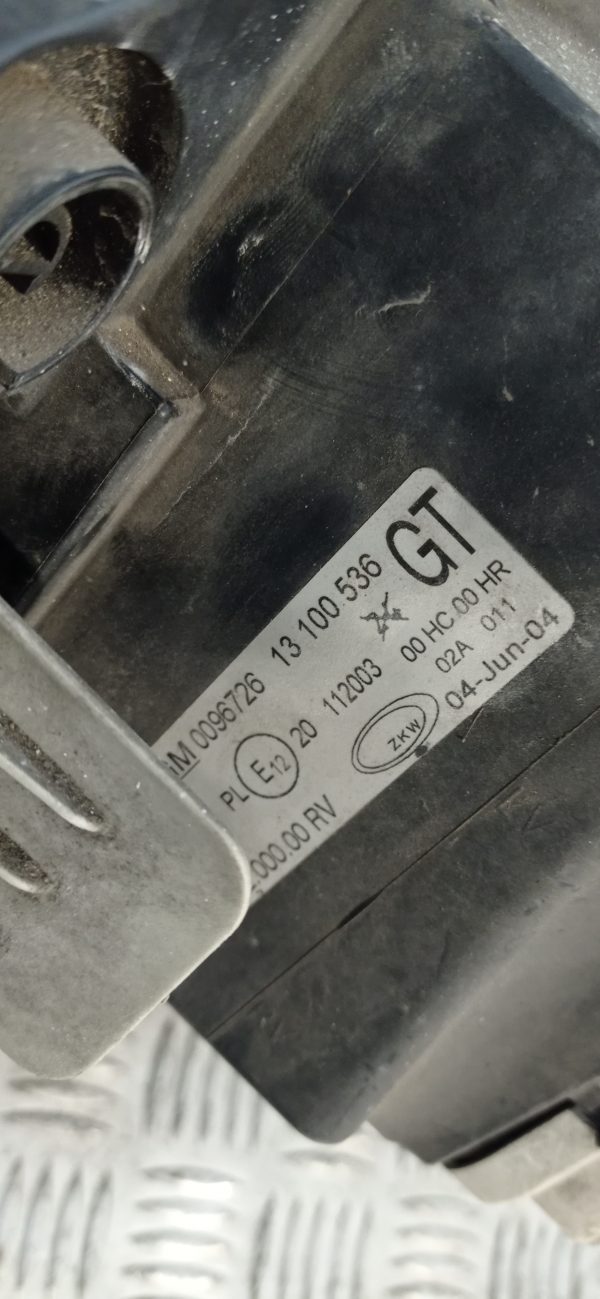 GM 0096726 13 100 536 GT
PL E12 20 112003 00 HC.00 HR
ZKW 02A 011
.000.00 RV 04-Jun-04